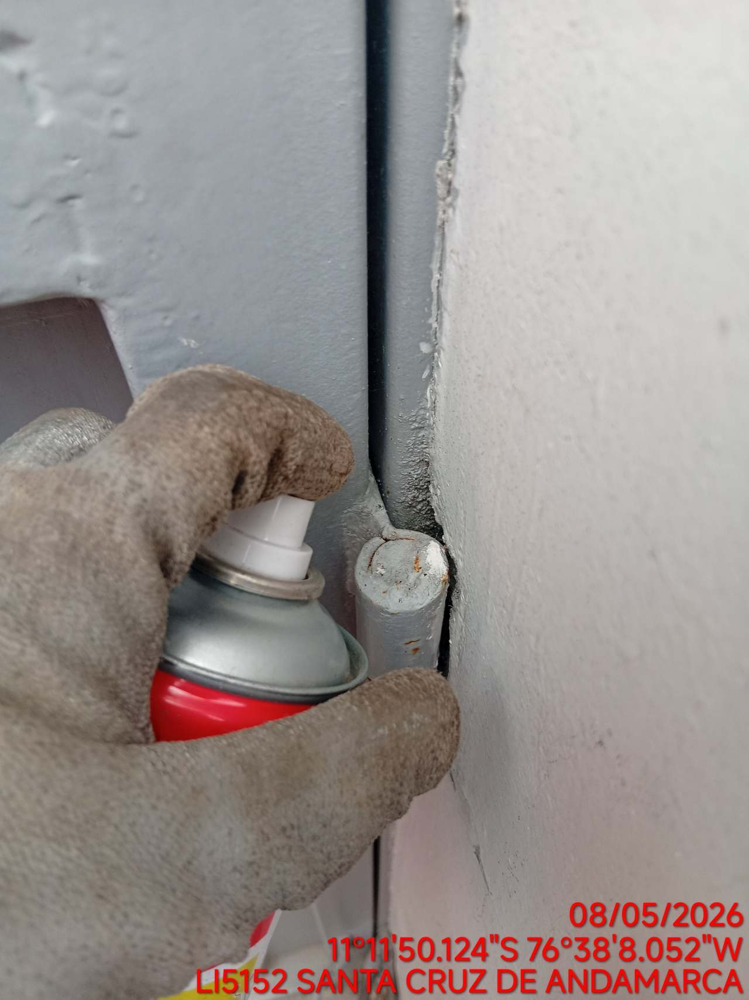 08/05/2026
11°11'50.124"S 76°38'8.052"W
LI5152 SANTA CRUZ DE ANDAMARCA